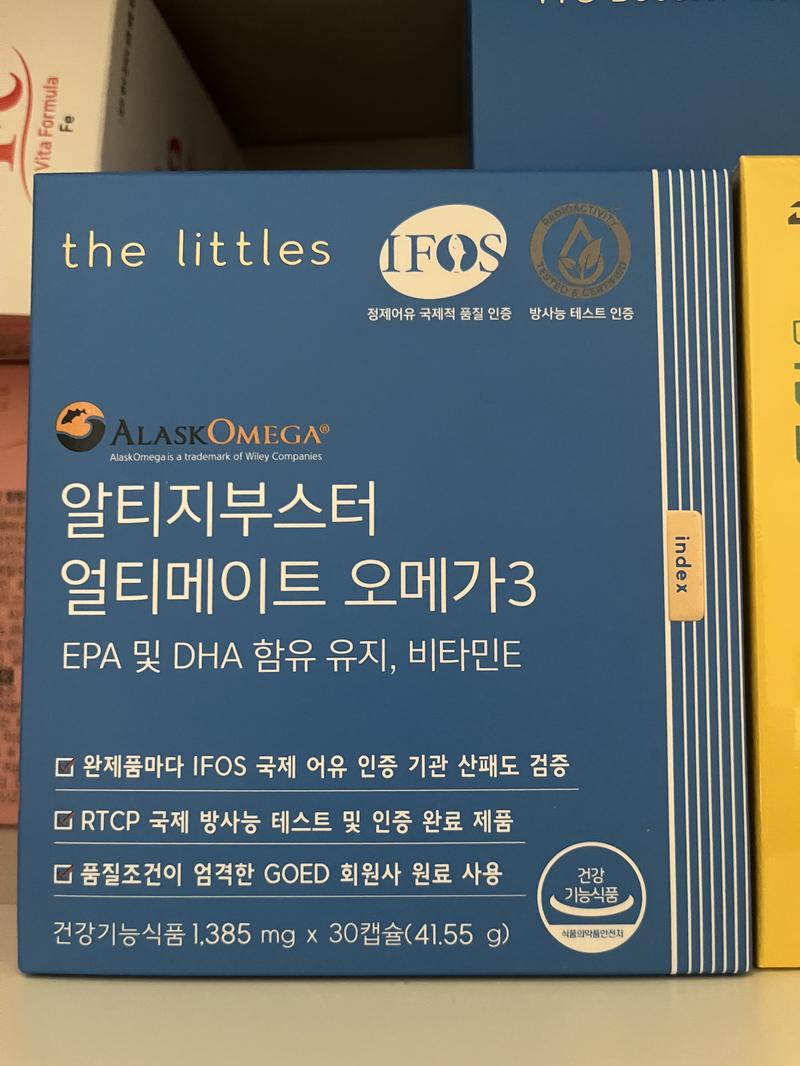 Vita Formula
Fe
the littles
IFOS
RADIOACTIVITY
TESTED & CERTIFIED
정제어유 국제적 품질 인증
방사능 테스트 인증
ALASKOMEGA®
AlaskOmega is a trademark of Wiley Companies
알티지부스터
얼티메이트 오메가3
EPA 및 DHA 함유 유지, 비타민E
index
완제품마다 IFOS 국제 어유 인증 기관 산패도 검증
RTCP 국제 방사능 테스트 및 인증 완료 제품
품질조건이 엄격한 GOED 회원사 원료 사용
건강기능식품 1,385 mg x 30캡슐(41.55 g)
건강
기능식품
식품의약품안전처